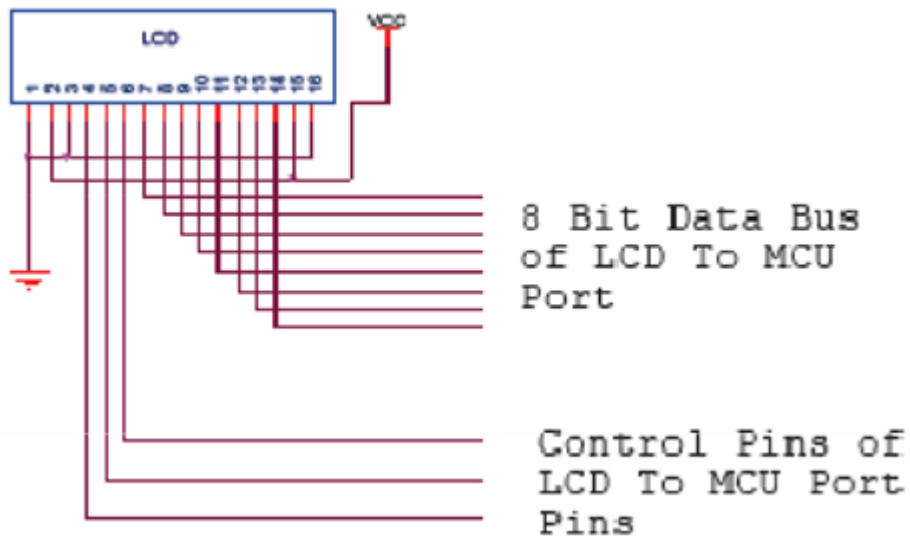 VCC
LCD
1 2 3 4 5 6 7 8 9 10 11 12 13 14 15 16
8 Bit Data Bus
of LCD To MCU
Port
Control Pins of
LCD To MCU Port
Pins